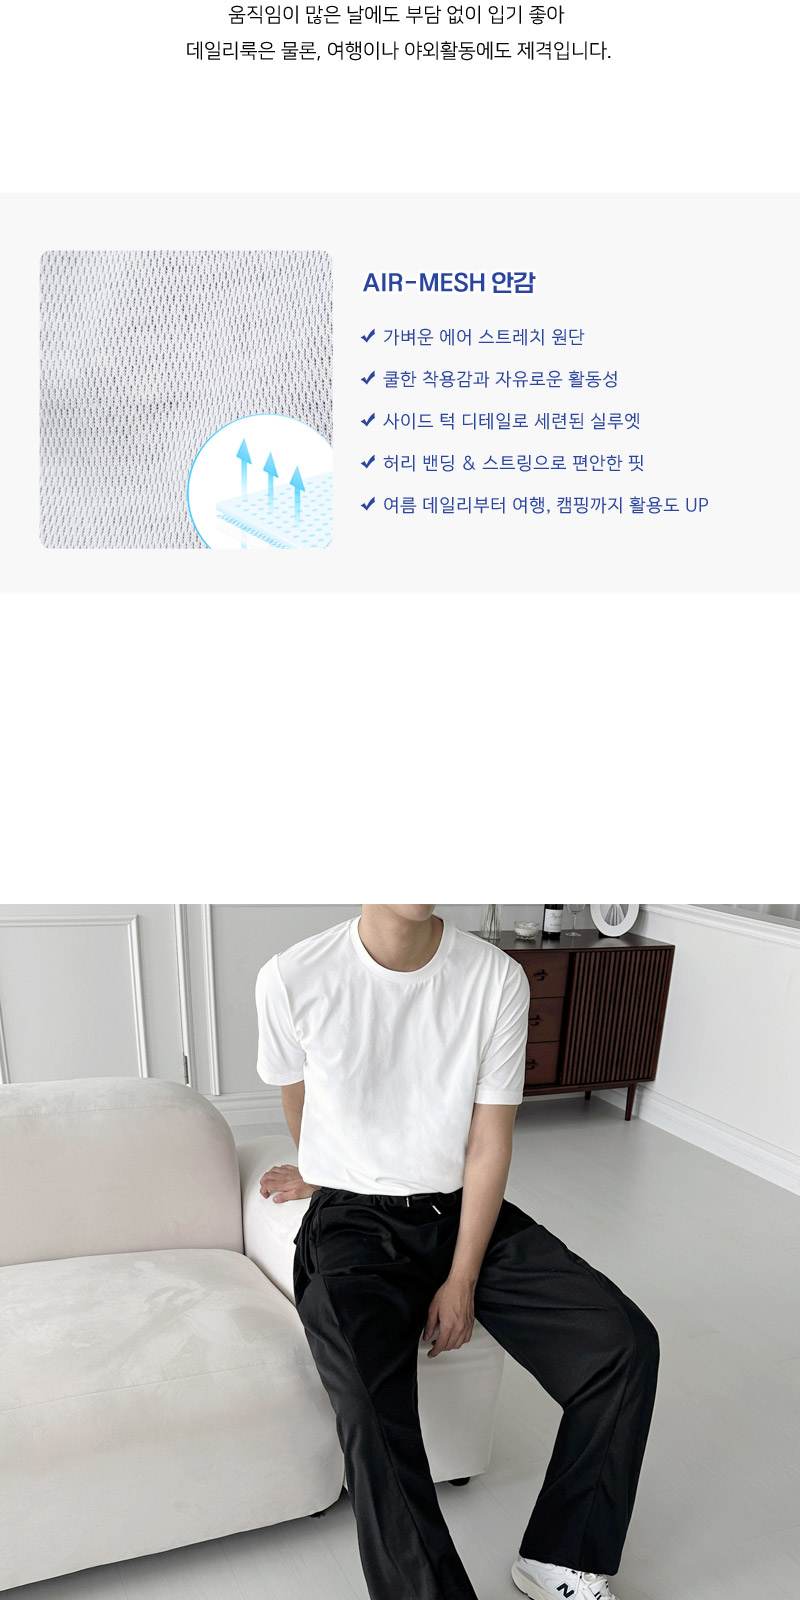 움직임이 많은 날에도 부담 없이 입기 좋아
데일리룩은 물론, 여행이나 야외활동에도 제격입니다.
AIR-MESH 안감
가벼운 에어 스트레치 원단
쿨한 착용감과 자유로운 활동성
사이드 턱 디테일로 세련된 실루엣
허리 밴딩 & 스트링으로 편안한 핏
여름 데일리부터 여행, 캠핑까지 활용도 UP
N